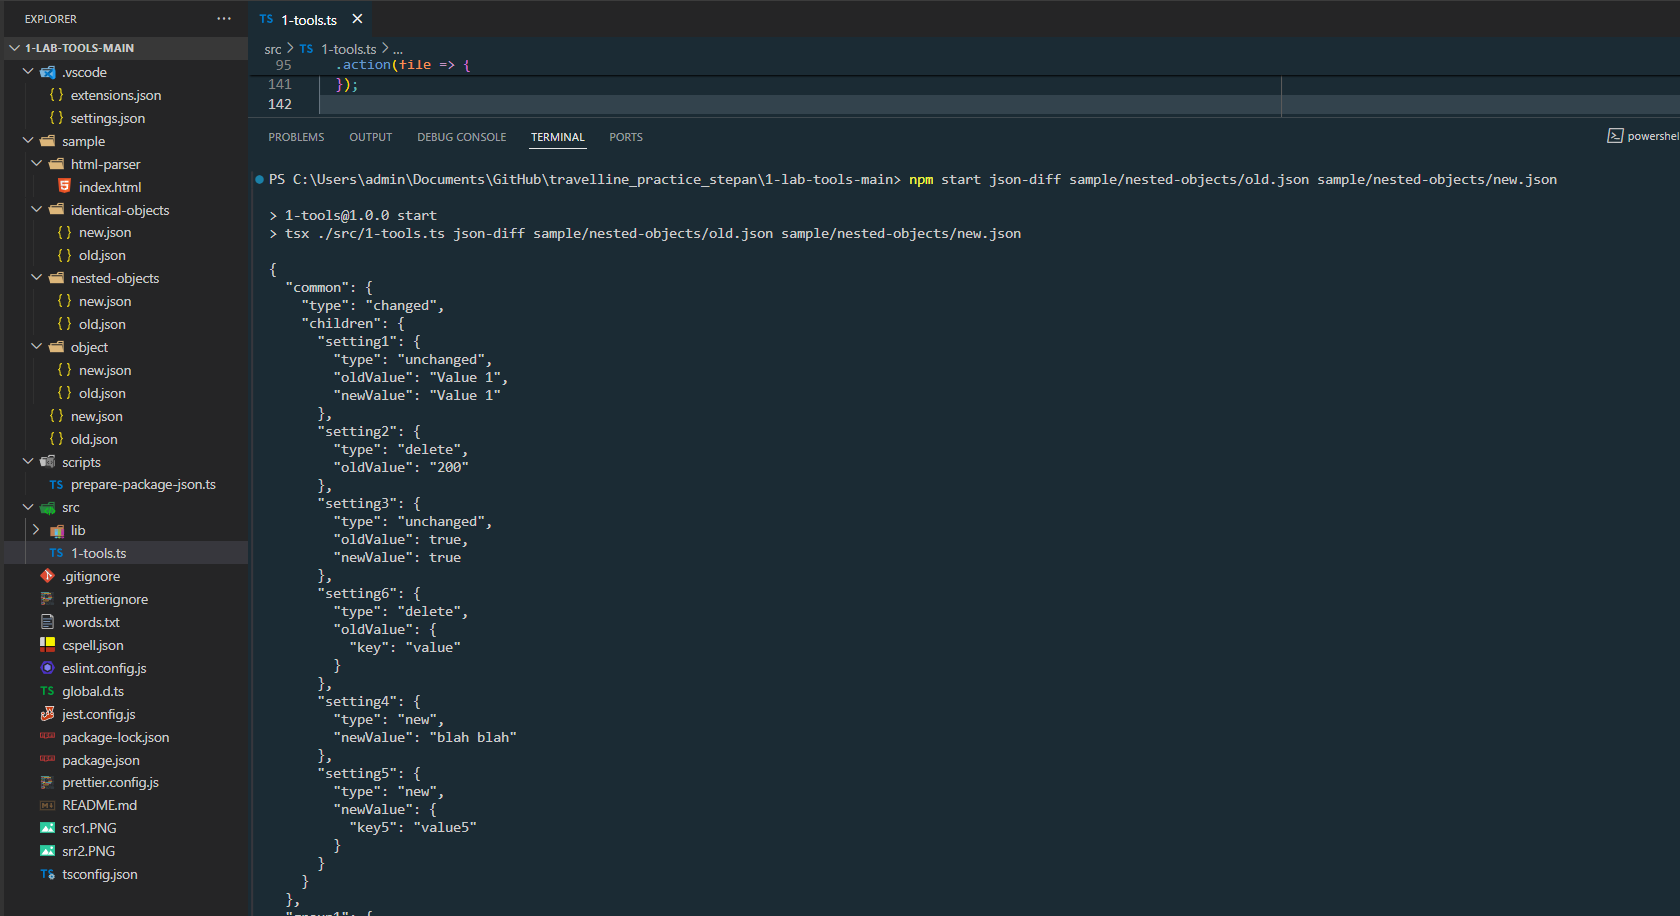 EXPLORER
1-LAB-TOOLS-MAIN
.vscode
extensions.json
settings.json
sample
html-parser
index.html
identical-objects
new.json
old.json
nested-objects
new.json
old.json
object
new.json
old.json
new.json
old.json
scripts
prepare-package-json.ts
src
lib
1-tools.ts
.gitignore
.prettierignore
.words.txt
cspell.json
eslint.config.js
global.d.ts
jest.config.js
package-lock.json
package.json
prettier.config.js
README.md
src1.PNG
srr2.PNG
tsconfig.json
TS 1-tools.ts
src > TS 1-tools.ts > ...
95 .action(file => {
141 });
142
PROBLEMS OUTPUT DEBUG CONSOLE TERMINAL PORTS
PS C:\Users\admin\Documents\GitHub\travelline_practice_stepan\1-lab-tools-main> npm start json-diff sample/nested-objects/old.json sample/nested-objects/new.json
> 1-tools@1.0.0 start
> tsx ./src/1-tools.ts json-diff sample/nested-objects/old.json sample/nested-objects/new.json
{
"common": {
"type": "changed",
"children": {
"setting1": {
"type": "unchanged",
"oldValue": "Value 1",
"newValue": "Value 1"
},
"setting2": {
"type": "delete",
"oldValue": "200"
},
"setting3": {
"type": "unchanged",
"oldValue": true,
"newValue": true
},
"setting6": {
"type": "delete",
"oldValue": {
"key": "value"
}
},
"setting4": {
"type": "new",
"newValue": "blah blah"
},
"setting5": {
"type": "new",
"newValue": {
"key5": "value5"
}
}
}
},